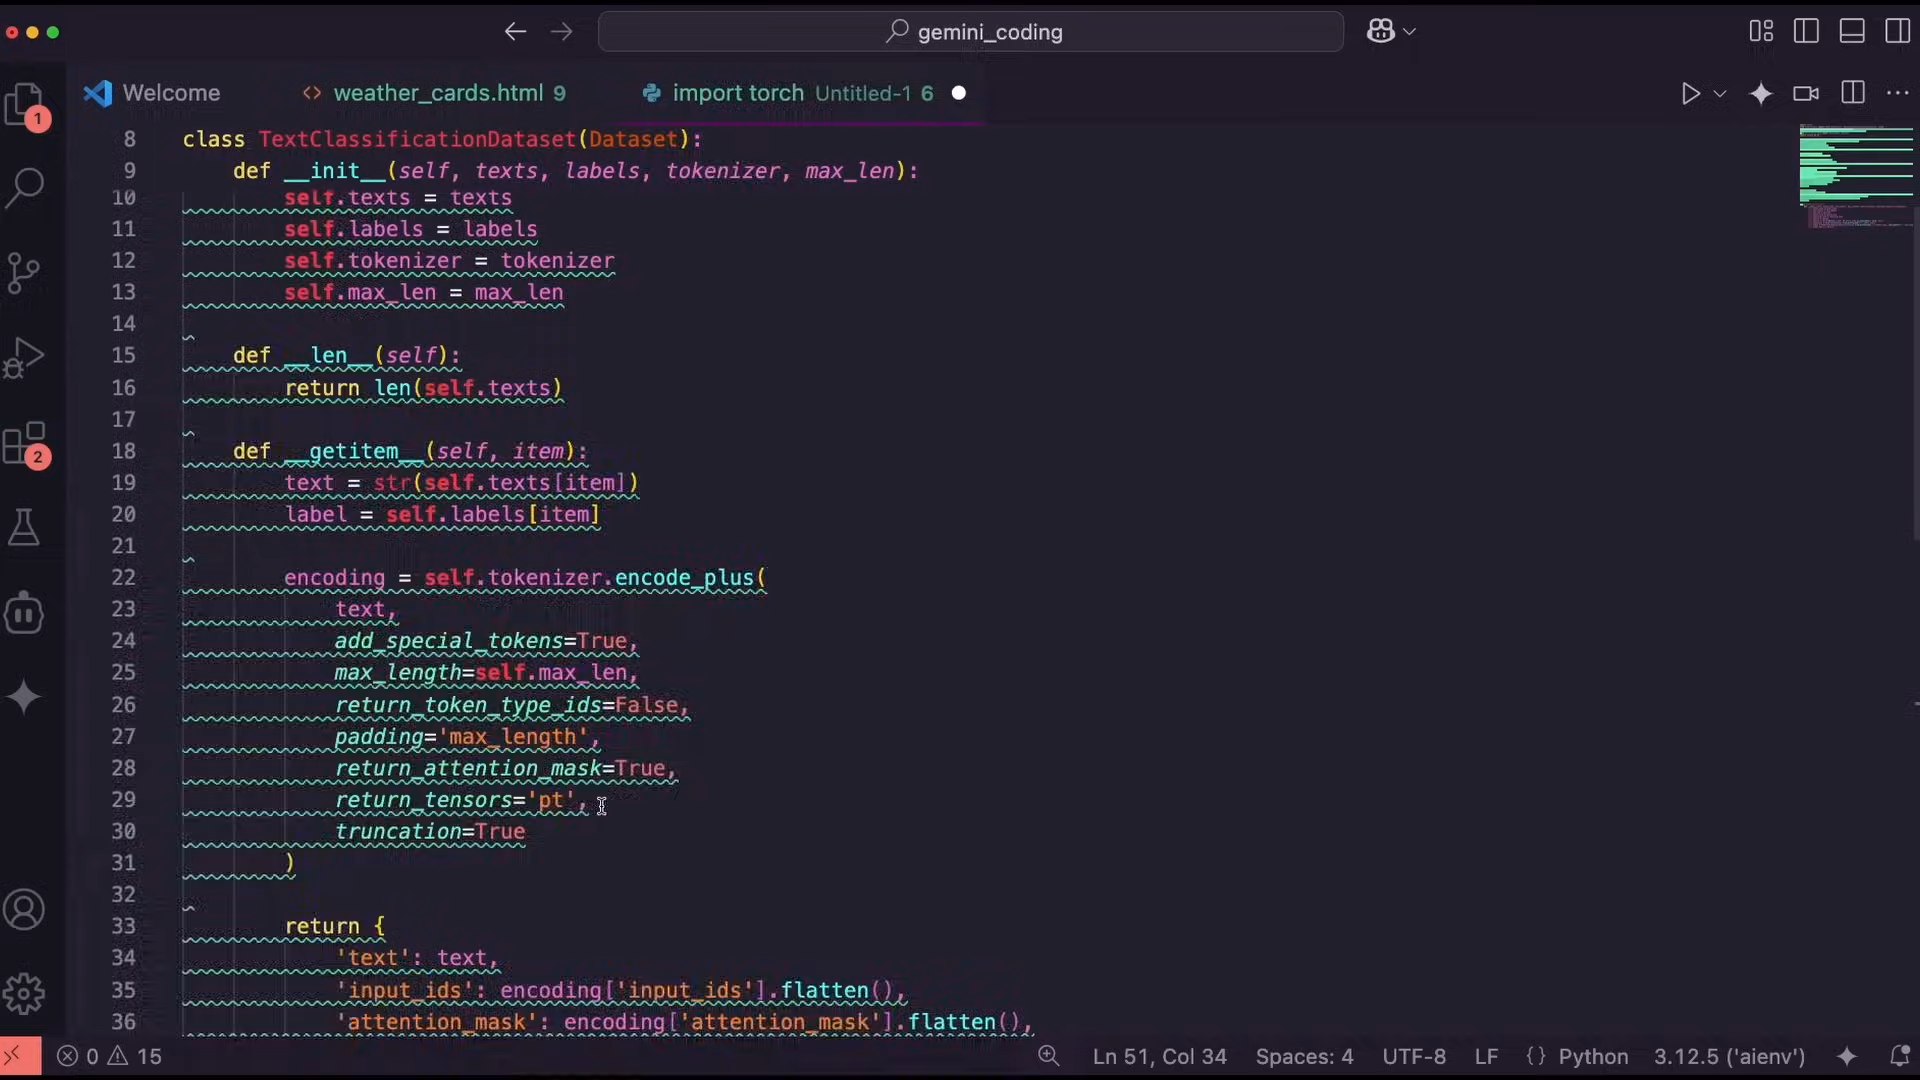 gemini_coding
Welcome
<> weather_cards.html 9
import torch Untitled-1 6
1
2
8 class TextClassificationDataset(Dataset):
9     def __init__(self, texts, labels, tokenizer, max_len):
10         self.texts = texts
11         self.labels = labels
12         self.tokenizer = tokenizer
13         self.max_len = max_len
14
15     def __len__(self):
16         return len(self.texts)
17
18     def __getitem__(self, item):
19         text = str(self.texts[item])
20         label = self.labels[item]
21
22         encoding = self.tokenizer.encode_plus(
23             text,
24             add_special_tokens=True,
25             max_length=self.max_len,
26             return_token_type_ids=False,
27             padding='max_length',
28             return_attention_mask=True,
29             return_tensors='pt',
30             truncation=True
31         )
32
33         return {
34             'text': text,
35             'input_ids': encoding['input_ids'].flatten(),
36             'attention_mask': encoding['attention_mask'].flatten(),
0 15 Ln 51, Col 34 Spaces: 4 UTF-8 LF {} Python 3.12.5 ('aienv')